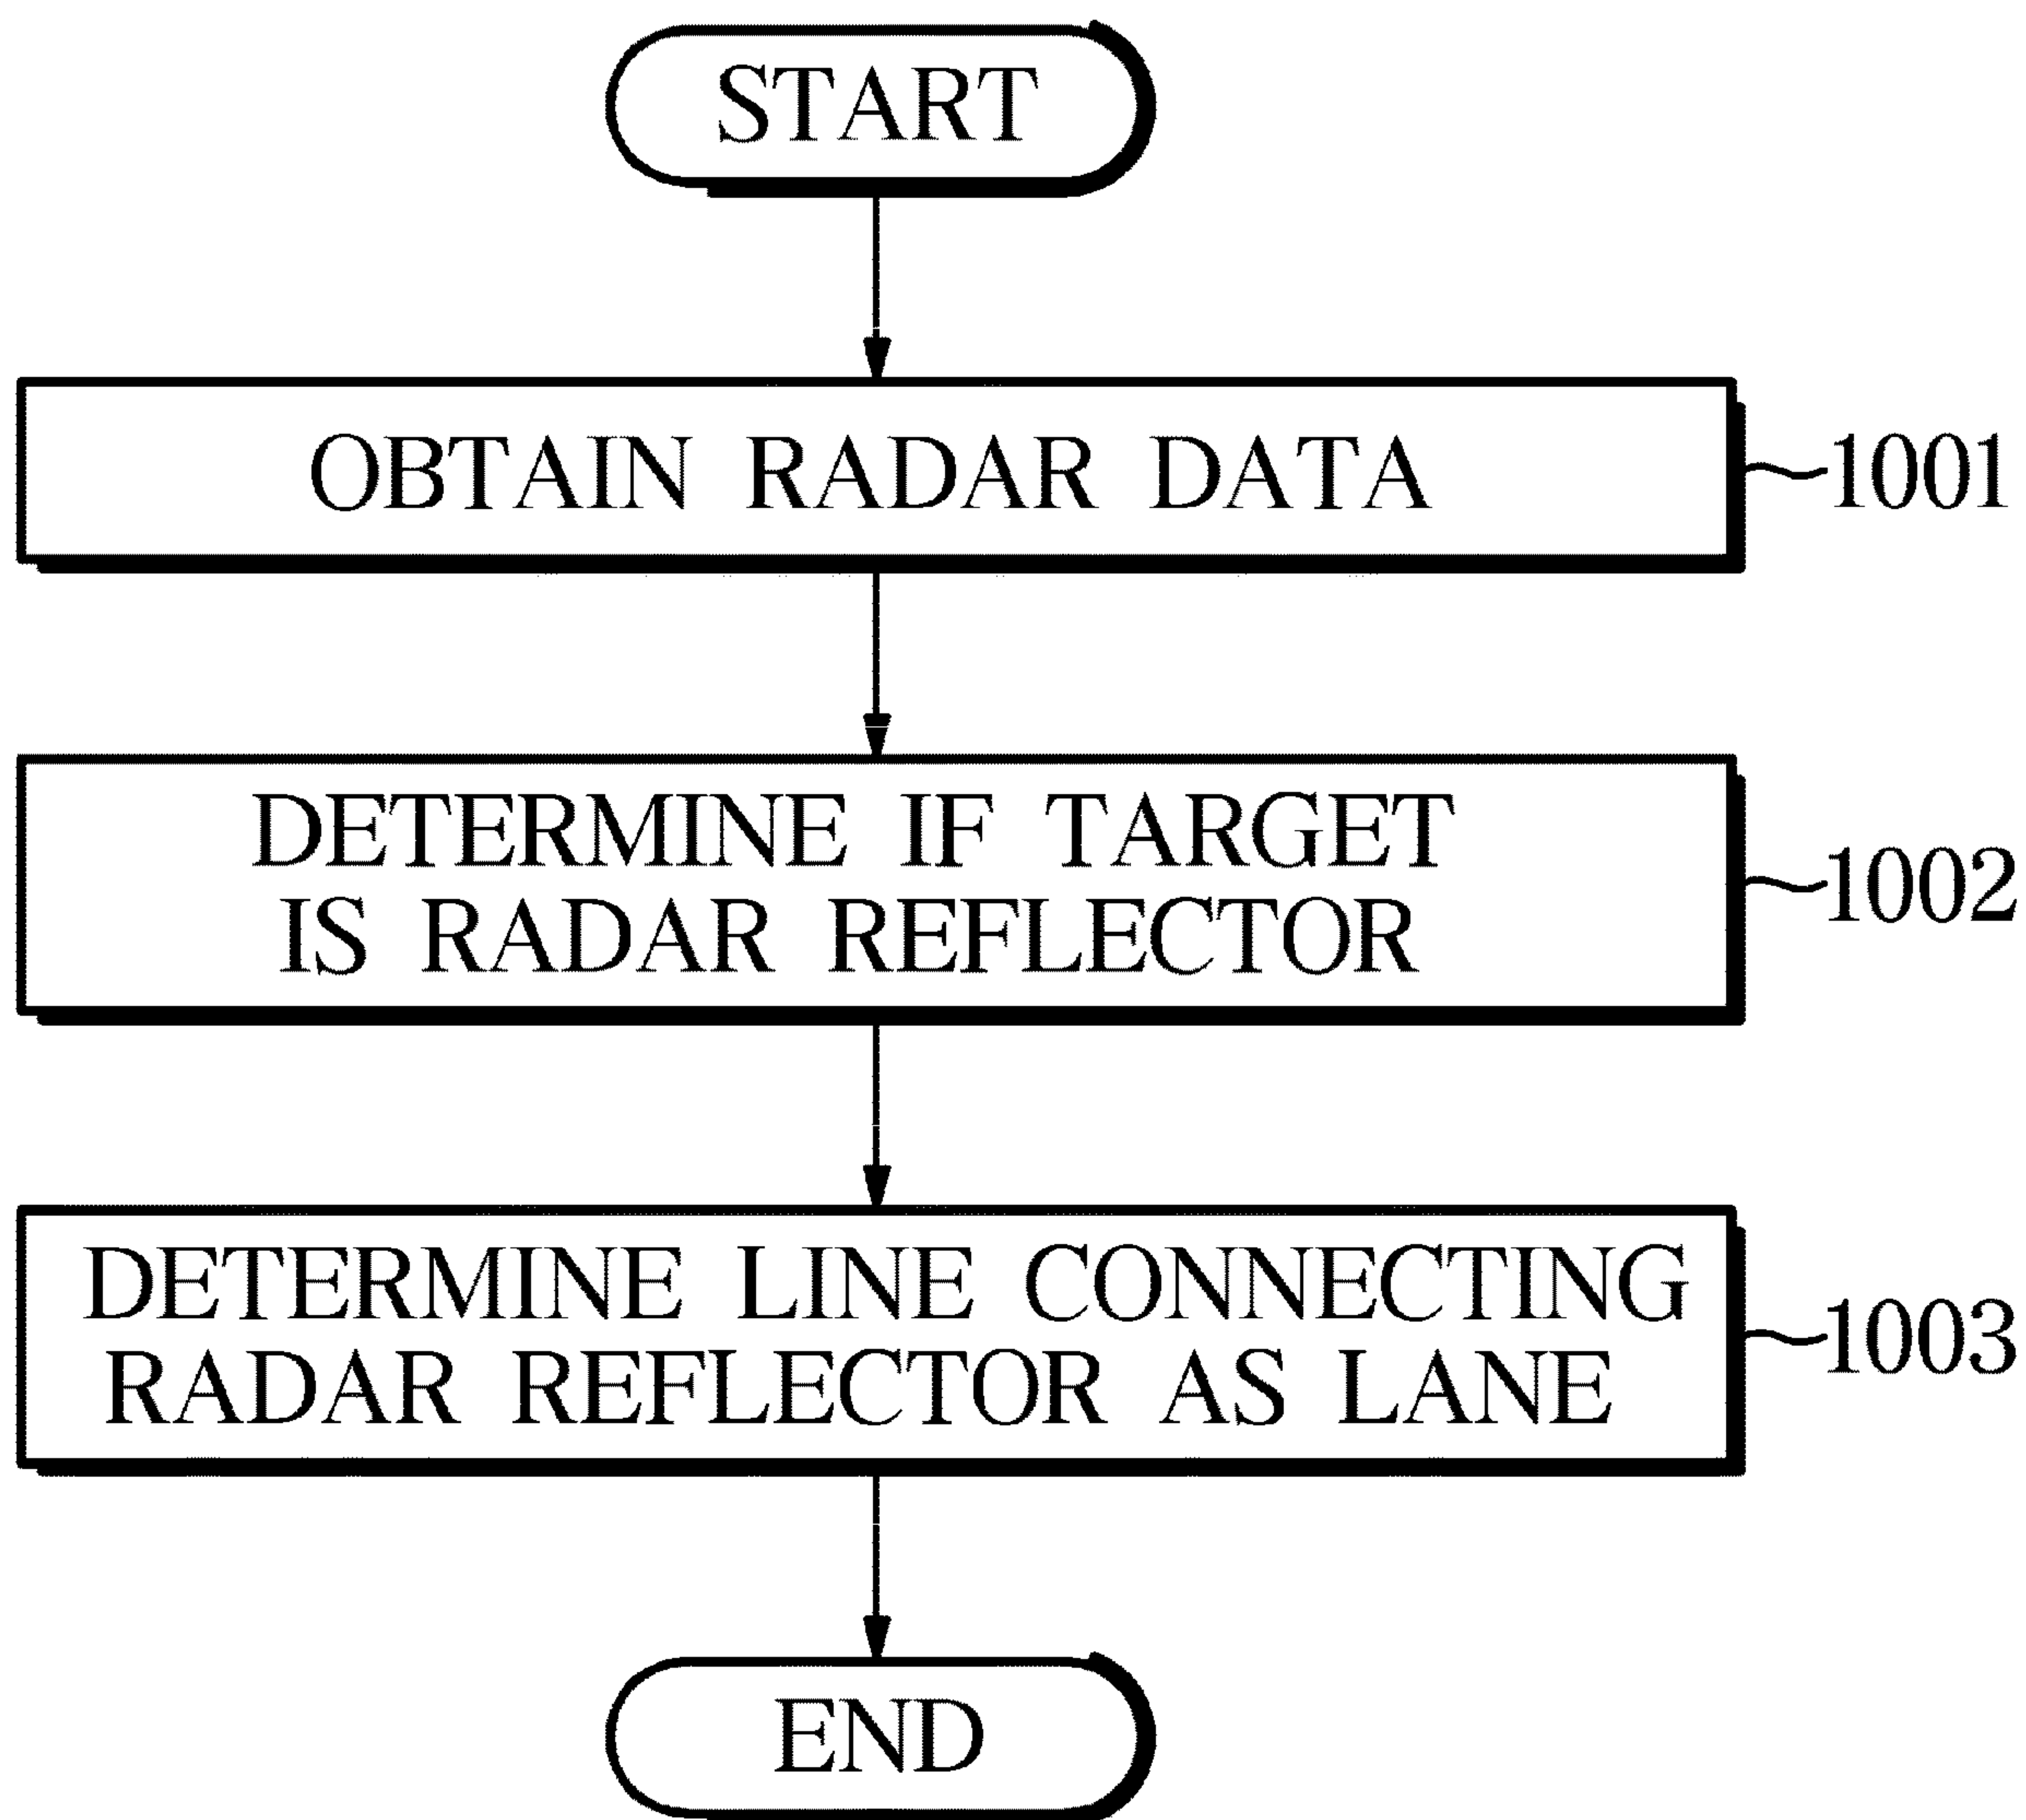 START
OBTAIN RADAR DATA
1001
DETERMINE IF TARGET
IS RADAR REFLECTOR
1002
DETERMINE LINE CONNECTING
RADAR REFLECTOR AS LANE
1003
END